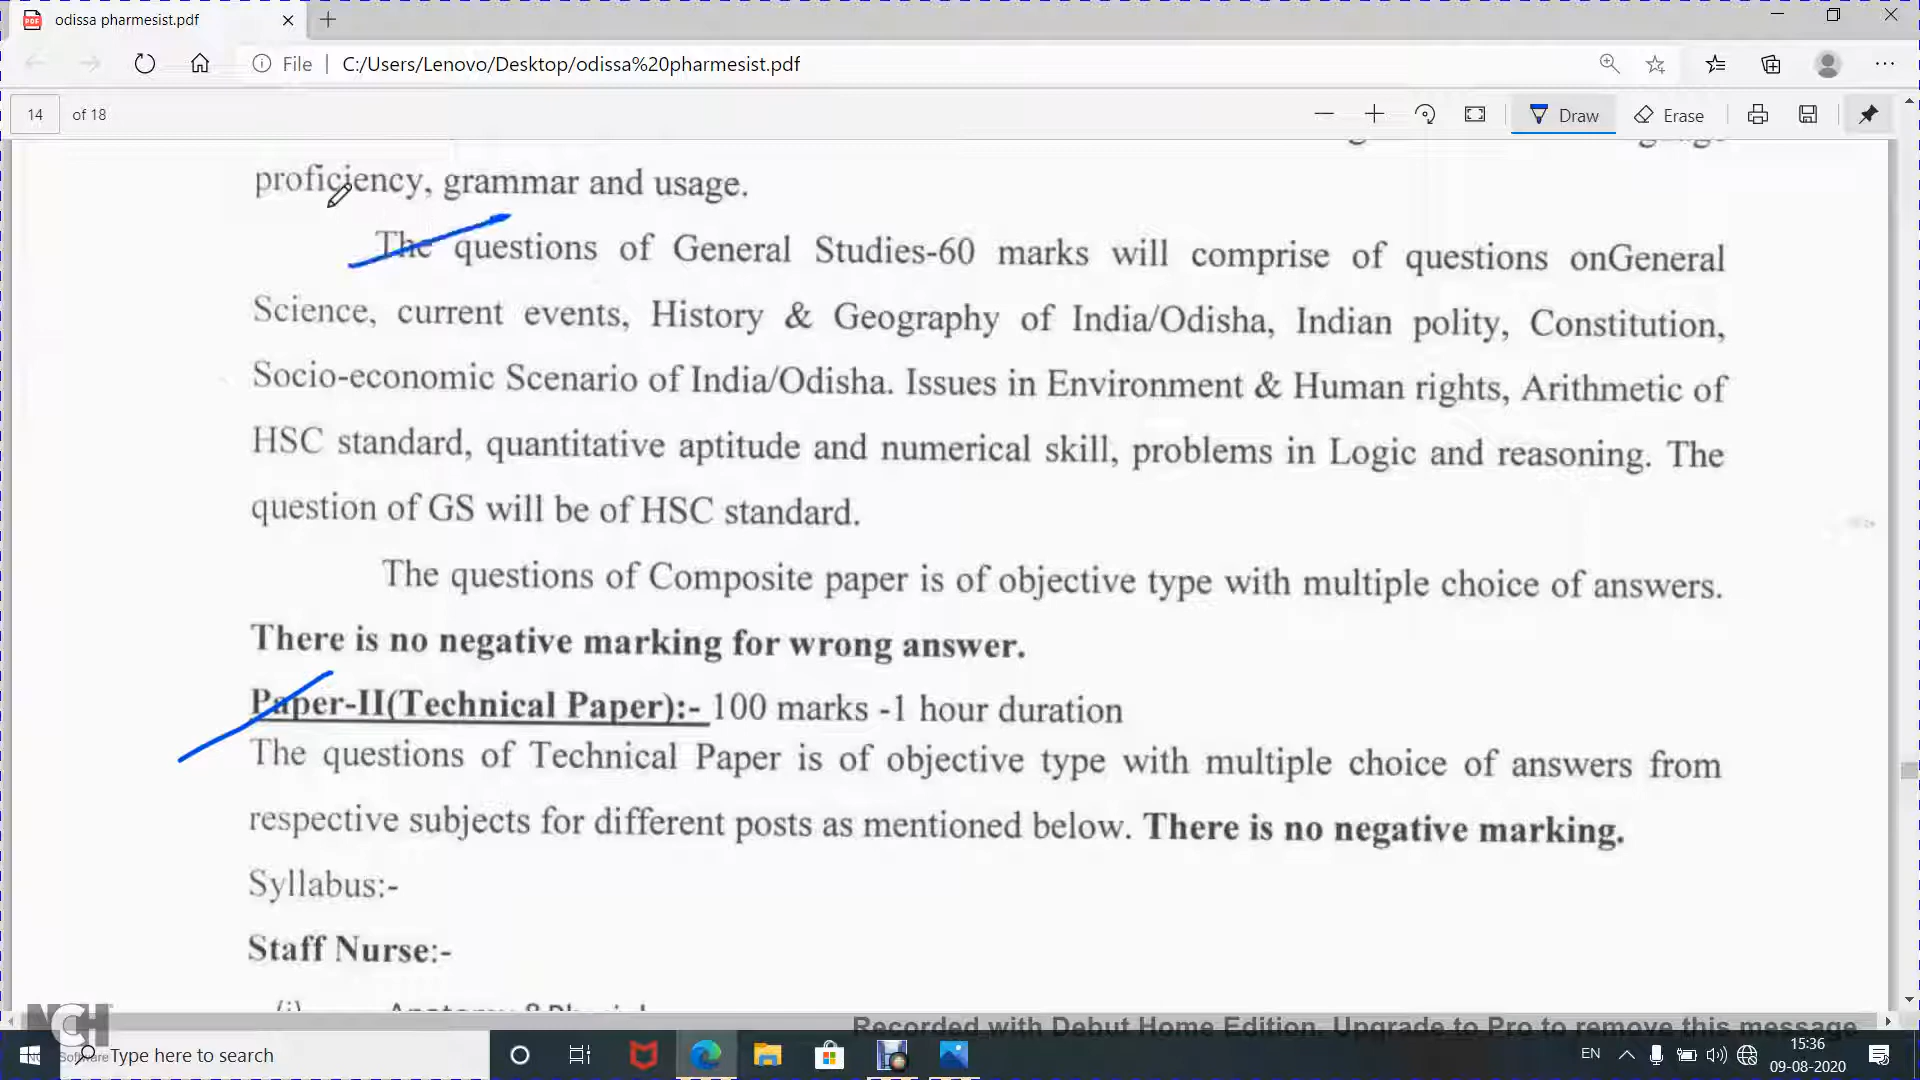 odissa pharmesist.pdf
File | C:/Users/Lenovo/Desktop/odissa%20pharmesist.pdf
14 of 18
Draw
Erase
proficiency, grammar and usage.
The questions of General Studies-60 marks will comprise of questions onGeneral
Science, current events, History & Geography of India/Odisha, Indian polity, Constitution,
Socio-economic Scenario of India/Odisha. Issues in Environment & Human rights, Arithmetic of
HSC standard, quantitative aptitude and numerical skill, problems in Logic and reasoning. The
question of GS will be of HSC standard.
The questions of Composite paper is of objective type with multiple choice of answers.
There is no negative marking for wrong answer.
Paper-II(Technical Paper):- 100 marks -1 hour duration
The questions of Technical Paper is of objective type with multiple choice of answers from
respective subjects for different posts as mentioned below. There is no negative marking.
Syllabus:-
Staff Nurse:-
NCH
Software
Recorded with Debut Home Edition. Upgrade to Pro to remove this message
Type here to search
EN
15:36
09-08-2020